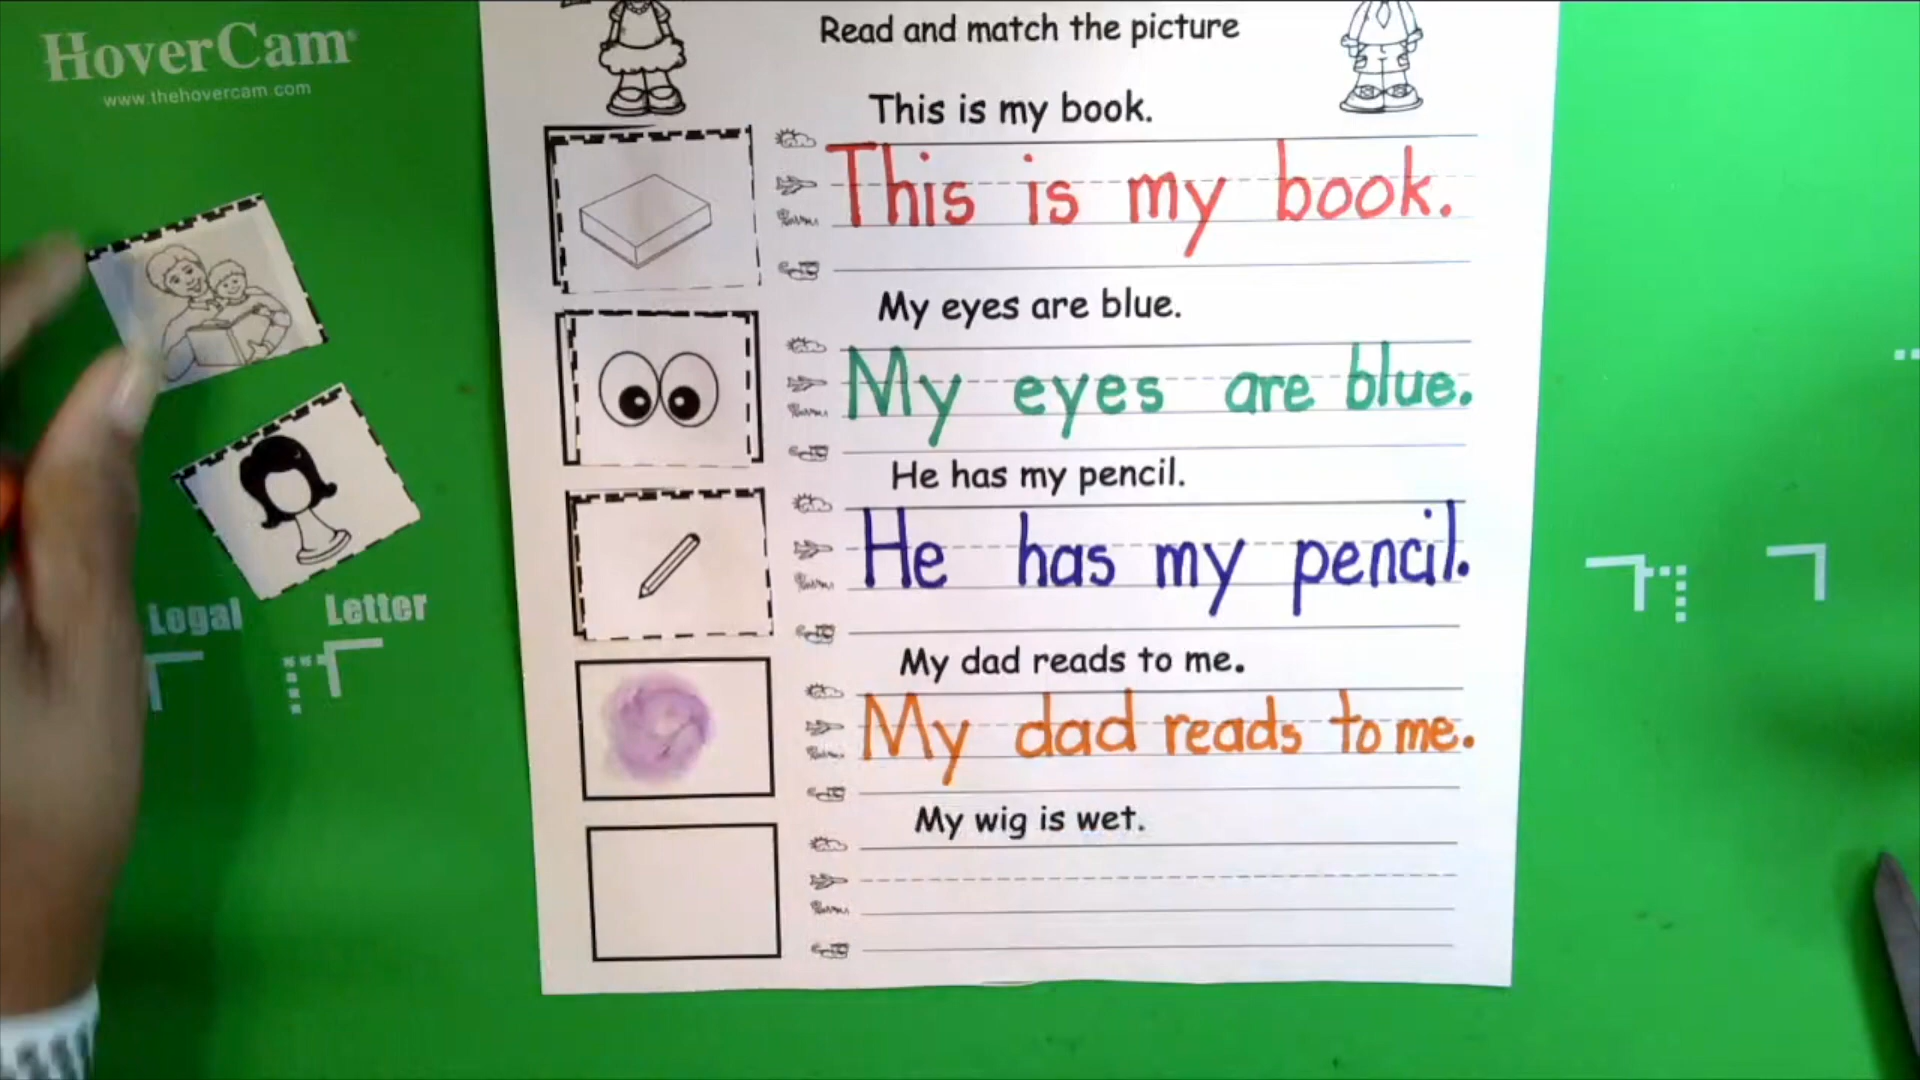 HoverCam
www.thehovercam.com
Read and match the picture
This is my book.
This is my book.
My eyes are blue.
My eyes are blue.
He has my pencil.
He has my pencil.
My dad reads to me.
My dad reads to me.
My wig is wet.
Legal
Letter